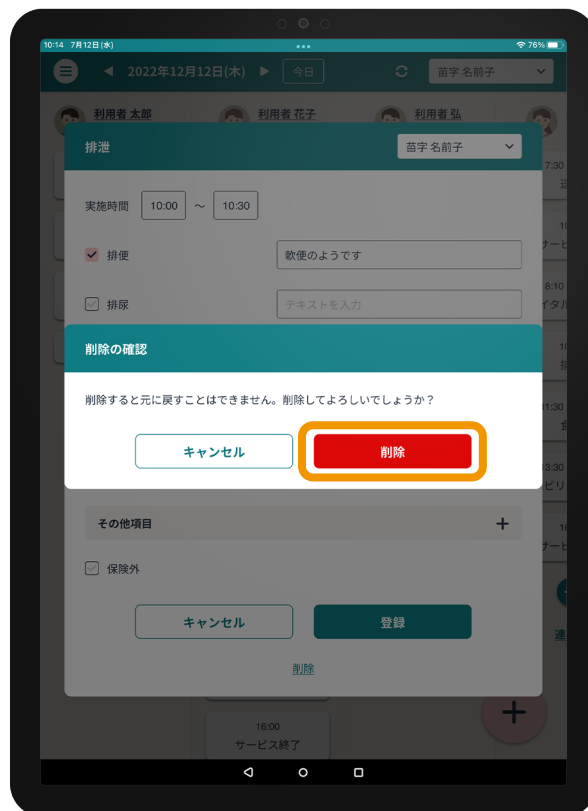 10:14 7月12日(水)
76%
2022年12月12日(木)
今日
苗字 名前子
利用者 太郎
利用者 花子
利用者 弘
排泄
苗字 名前子
7:30
実施時間
10:00
～
10:30
排便
軟便のようです
8:10
排尿
テキストを入力
削除の確認
削除すると元に戻すことはできません。削除してよろしいでしょうか？
キャンセル
削除
その他項目
保険外
キャンセル
登録
削除
16:00
サービス終了